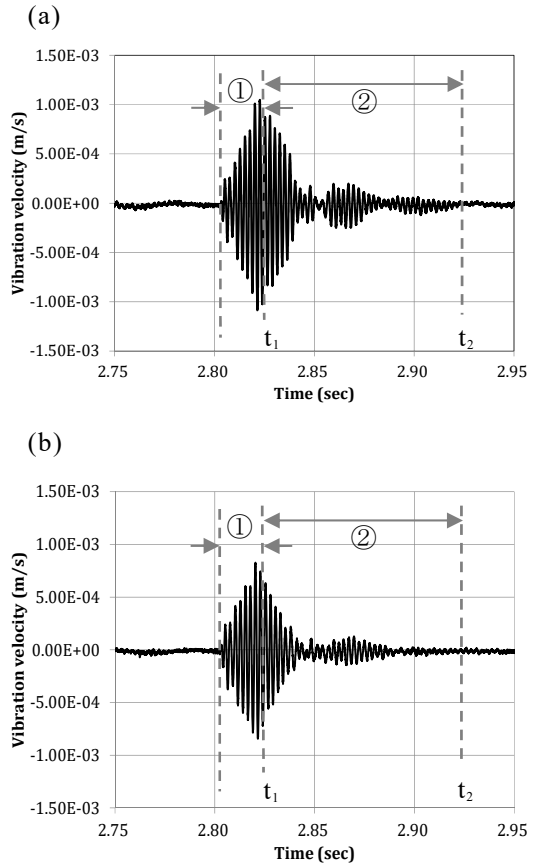 (a)
1.50E-03
1.00E-03
5.00E-04
0.00E+00
-5.00E-04
-1.00E-03
-1.50E-03
Vibration velocity (m/s)
① ②
t1 t2
2.75 2.80 2.85 2.90 2.95
Time (sec)
(b)
1.50E-03
1.00E-03
5.00E-04
0.00E+00
-5.00E-04
-1.00E-03
-1.50E-03
Vibration velocity (m/s)
① ②
t1 t2
2.75 2.80 2.85 2.90 2.95
Time (sec)